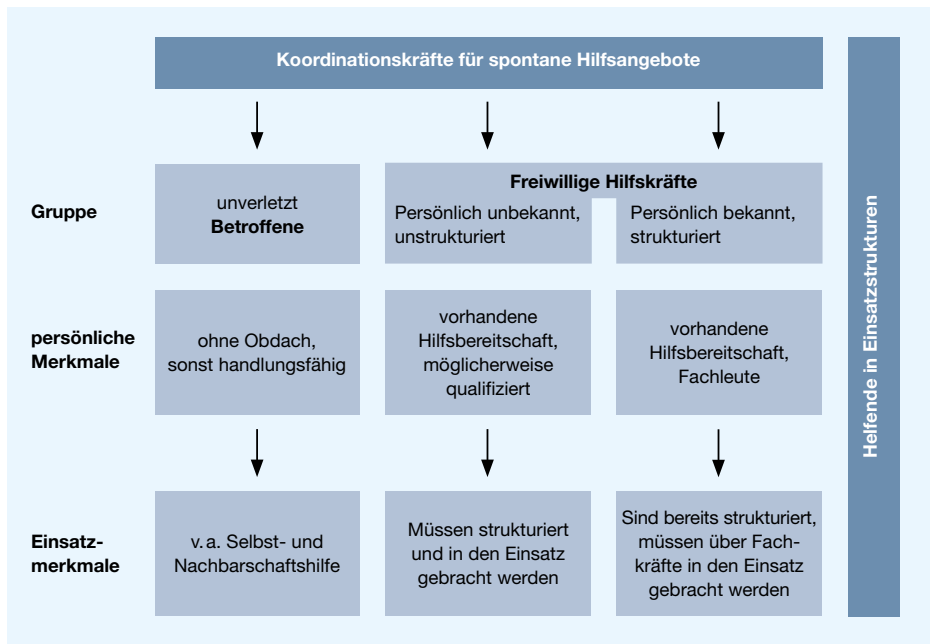 Koordinationskräfte für spontane Hilfsangebote
Gruppe
unverletzt
Betroffene
Freiwillige Hilfskräfte
Persönlich unbekannt,
unstrukturiert
Persönlich bekannt,
strukturiert
persönliche
Merkmale
ohne Obdach,
sonst handlungsfähig
vorhandene
Hilfsbereitschaft,
möglicherweise
qualifiziert
vorhandene
Hilfsbereitschaft,
Fachleute
Einsatz-
merkmale
v. a. Selbst- und
Nachbarschaftshilfe
Müssen strukturiert
und in den Einsatz
gebracht werden
Sind bereits strukturiert,
müssen über Fach-
kräfte in den Einsatz
gebracht werden
Helfende in Einsatzstrukturen